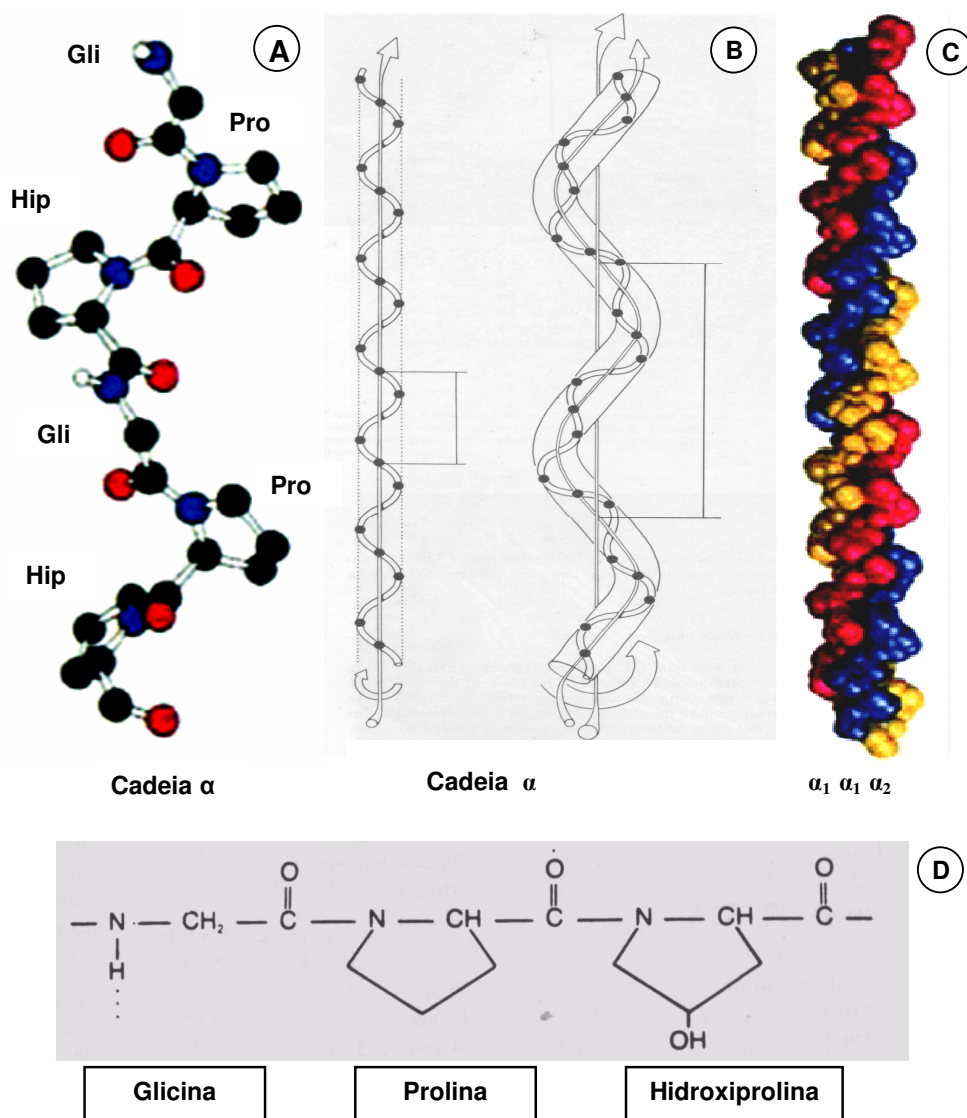 A
Gli
Pro
Hip
Gli
Pro
Hip
Cadeia α
B
Cadeia α
C
α₁ α₁ α₂
D
O
O
O
N
CH₂
C
N
CH
C
N
CH
C
H
OH
Glicina
Prolina
Hidroxiprolina